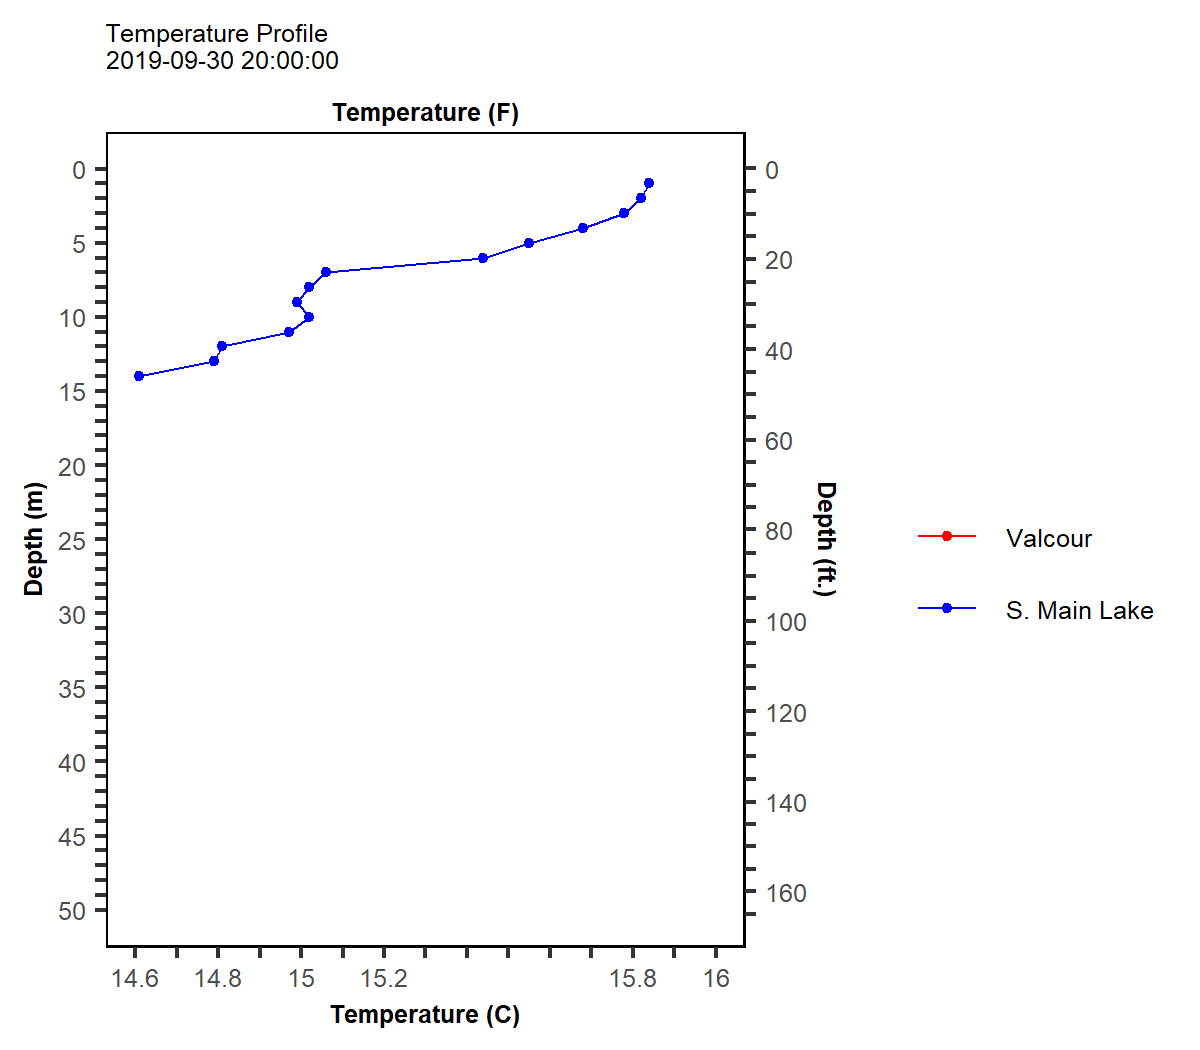 Temperature Profile
2019-09-30 20:00:00
Temperature (F)
0
5
10
15
20
25
30
35
40
45
50
Depth (m)
0
20
40
60
80
100
120
140
160
Depth (ft.)
14.6 14.8 15 15.2 15.8 16
Temperature (C)
Valcour
S. Main Lake